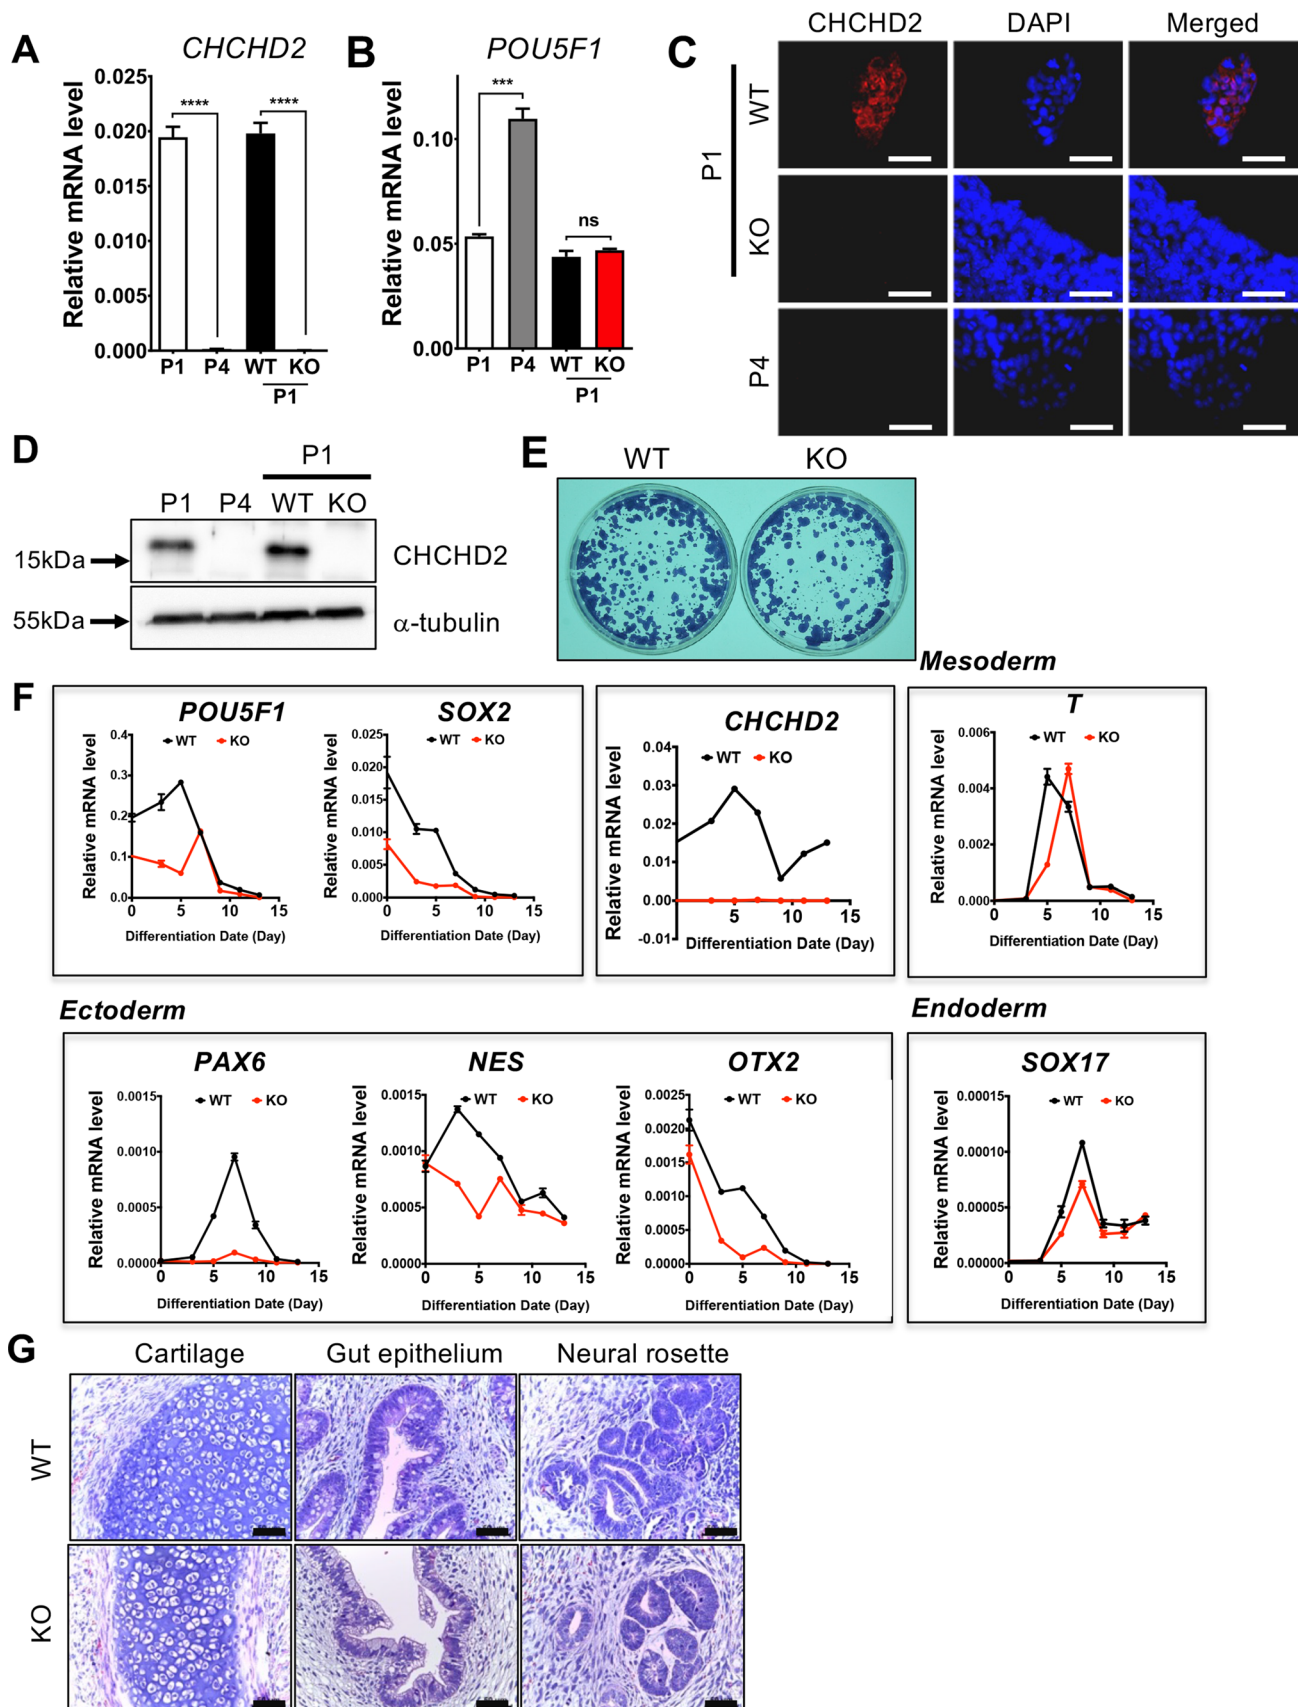 A
CHCHD2
Relative mRNA level
0.025
0.020
0.015
0.010
0.005
0.000
****
****
P1 P4 WT KO
P1
B
POU5F1
Relative mRNA level
0.10
0.05
0.00
***
ns
P1 P4 WT KO
P1
C
CHCHD2 DAPI Merged
P1
WT
KO
P4
D
P1
P1 P4 WT KO
15kDa
CHCHD2
55kDa
α-tubulin
E
WT KO
F
POU5F1
WT KO
Relative mRNA level
0.4
0.3
0.2
0.1
0.0
0 5 10 15
Differentiation Date (Day)
SOX2
WT KO
Relative mRNA level
0.025
0.020
0.015
0.010
0.005
0.000
0 5 10 15
Differentiation Date (Day)
CHCHD2
WT KO
Relative mRNA level
0.04
0.03
0.02
0.01
0.00
-0.01
5 10 15
Differentiation Date (Day)
Mesoderm
T
WT KO
Relative mRNA level
0.006
0.004
0.002
0.000
0 5 10 15
Differentiation Date (Day)
Ectoderm
PAX6
WT KO
Relative mRNA level
0.0015
0.0010
0.0005
0.0000
0 5 10 15
Differentiation Date (Day)
NES
WT KO
Relative mRNA level
0.0015
0.0010
0.0005
0.0000
0 5 10 15
Differentiation Date (Day)
OTX2
WT KO
Relative mRNA level
0.0025
0.0020
0.0015
0.0010
0.0005
0.0000
0 5 10 15
Differentiation Date (Day)
Endoderm
SOX17
WT KO
Relative mRNA level
0.00015
0.00010
0.00005
0.00000
0 5 10 15
Differentiation Date (Day)
G
Cartilage Gut epithelium Neural rosette
WT
KO